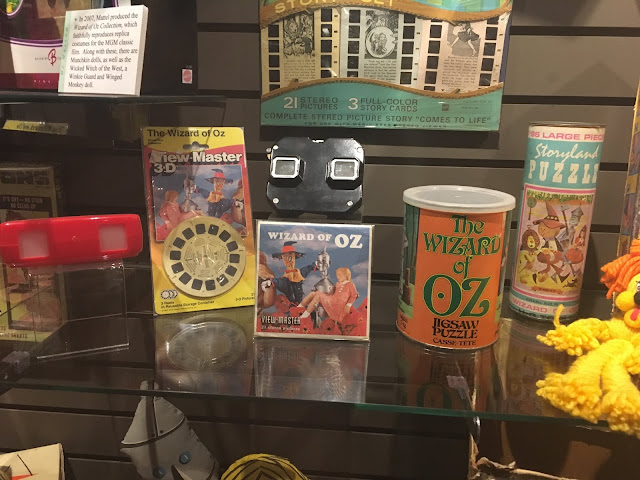 • In 2007, Mattel produced the
Wizard of Oz Collection, which
faithfully reproduces replica
costumes for the MGM classic
film. Along with these, there are
Munchkin dolls, as well as the
Wicked Witch of the West, a
Winkie Guard and Winged
Monkey doll.
21 STEREO PICTURES 3 FULL-COLOR STORY CARDS
COMPLETE STEREO PICTURE STORY "COMES TO LIFE"
The Wizard of Oz
View-Master
3-D
WIZARD OF OZ
VIEW-MASTER
The
WIZARD
of
OZ
JIGSAW
PUZZLE
CASSE-TETE
LARGE PIEC
Storyland
PUZZLE
WIZARD